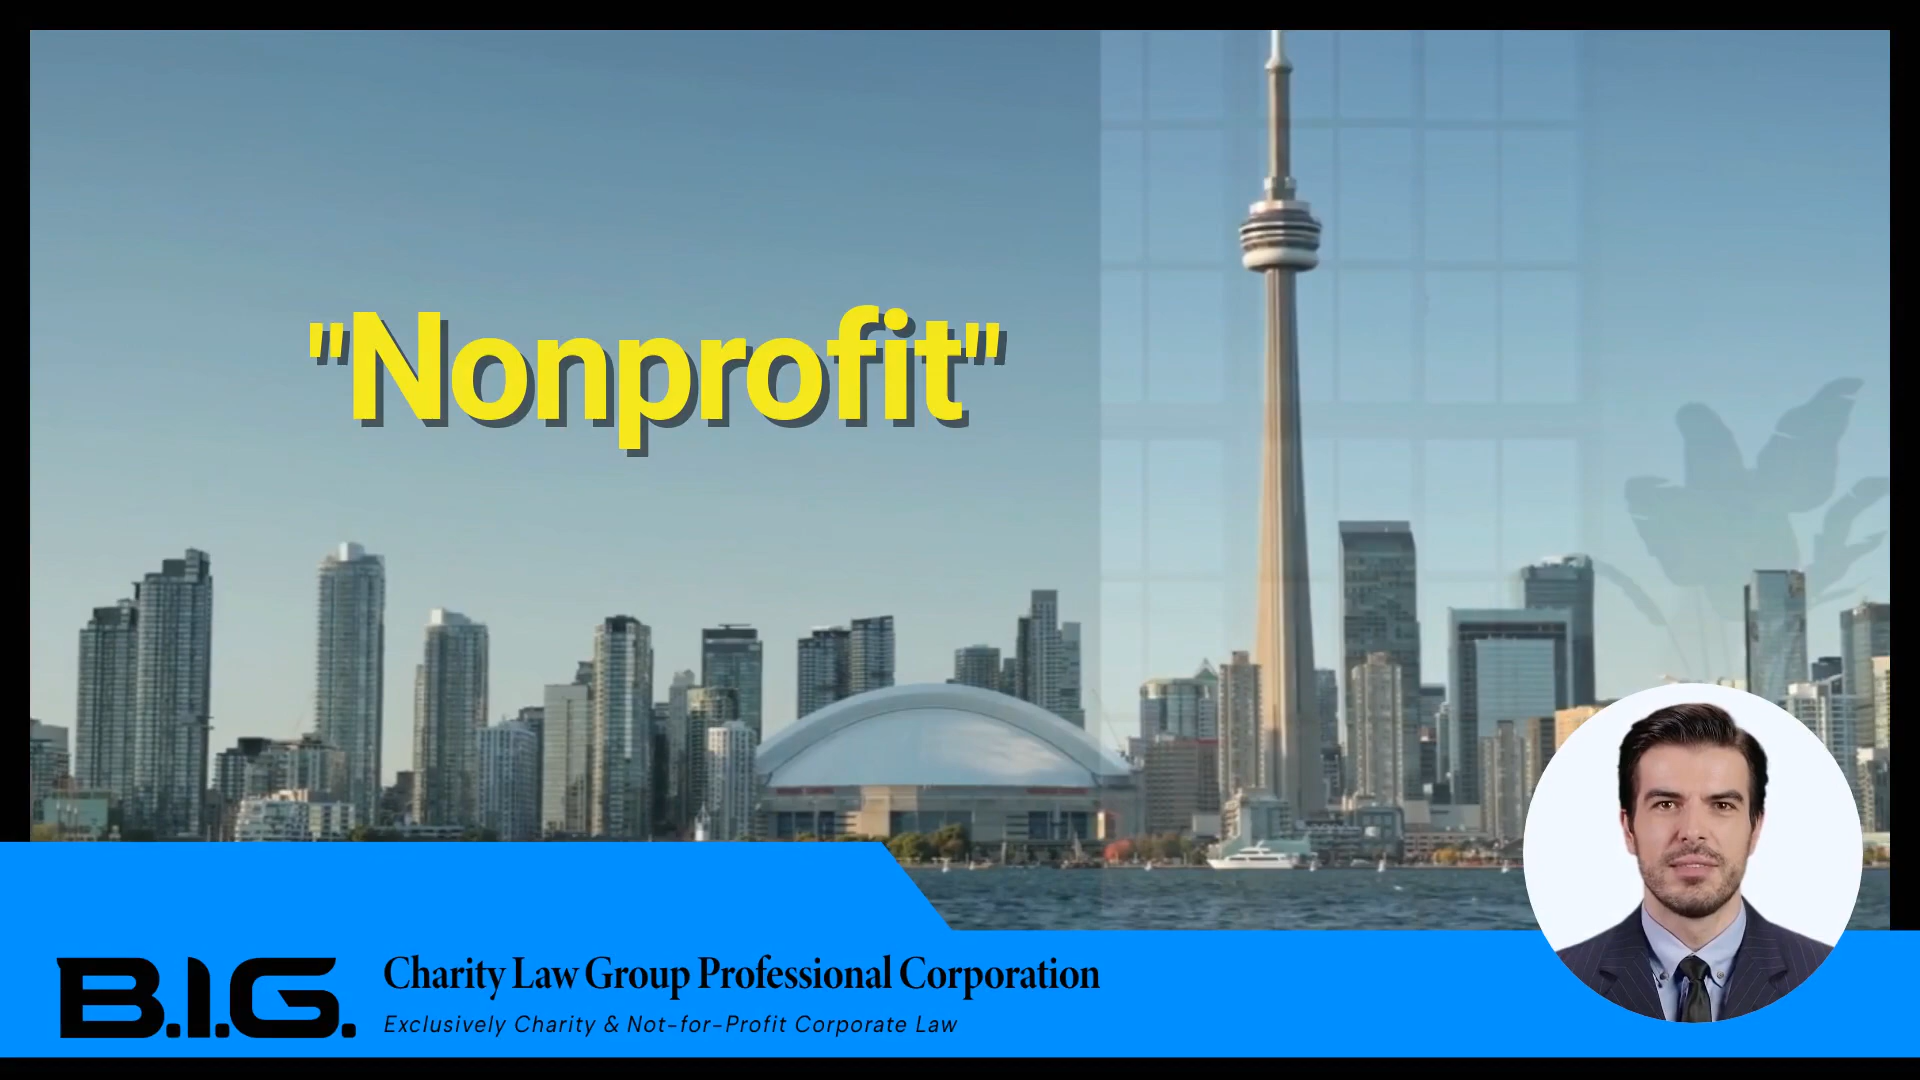 "Nonprofit"
B.I.G.
Charity Law Group Professional Corporation
Exclusively Charity & Not-for-Profit Corporate Law